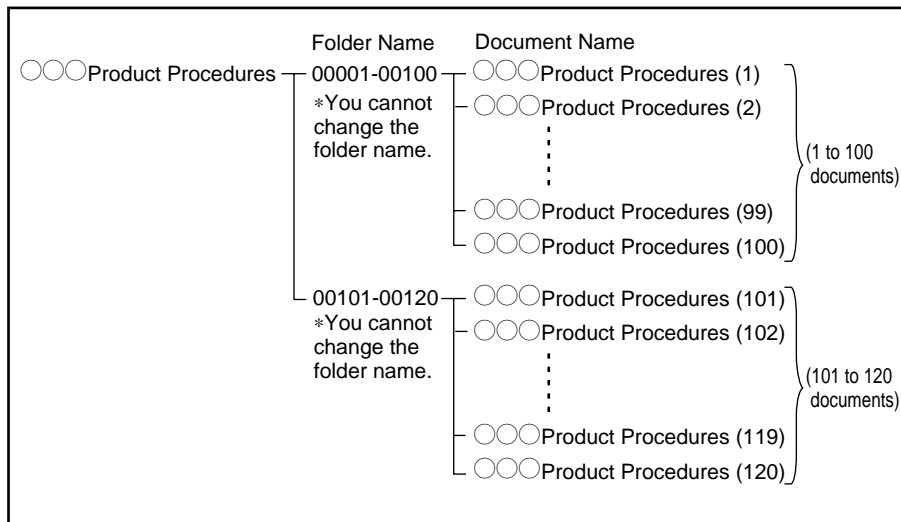 Folder Name Document Name
○○○Product Procedures 00001-00100 ○○○Product Procedures (1)
*You cannot
change the
folder name.
○○○Product Procedures (2)
○○○Product Procedures (99)
○○○Product Procedures (100)
(1 to 100
documents)
00101-00120 ○○○Product Procedures (101)
*You cannot
change the
folder name.
○○○Product Procedures (102)
○○○Product Procedures (119)
○○○Product Procedures (120)
(101 to 120
documents)